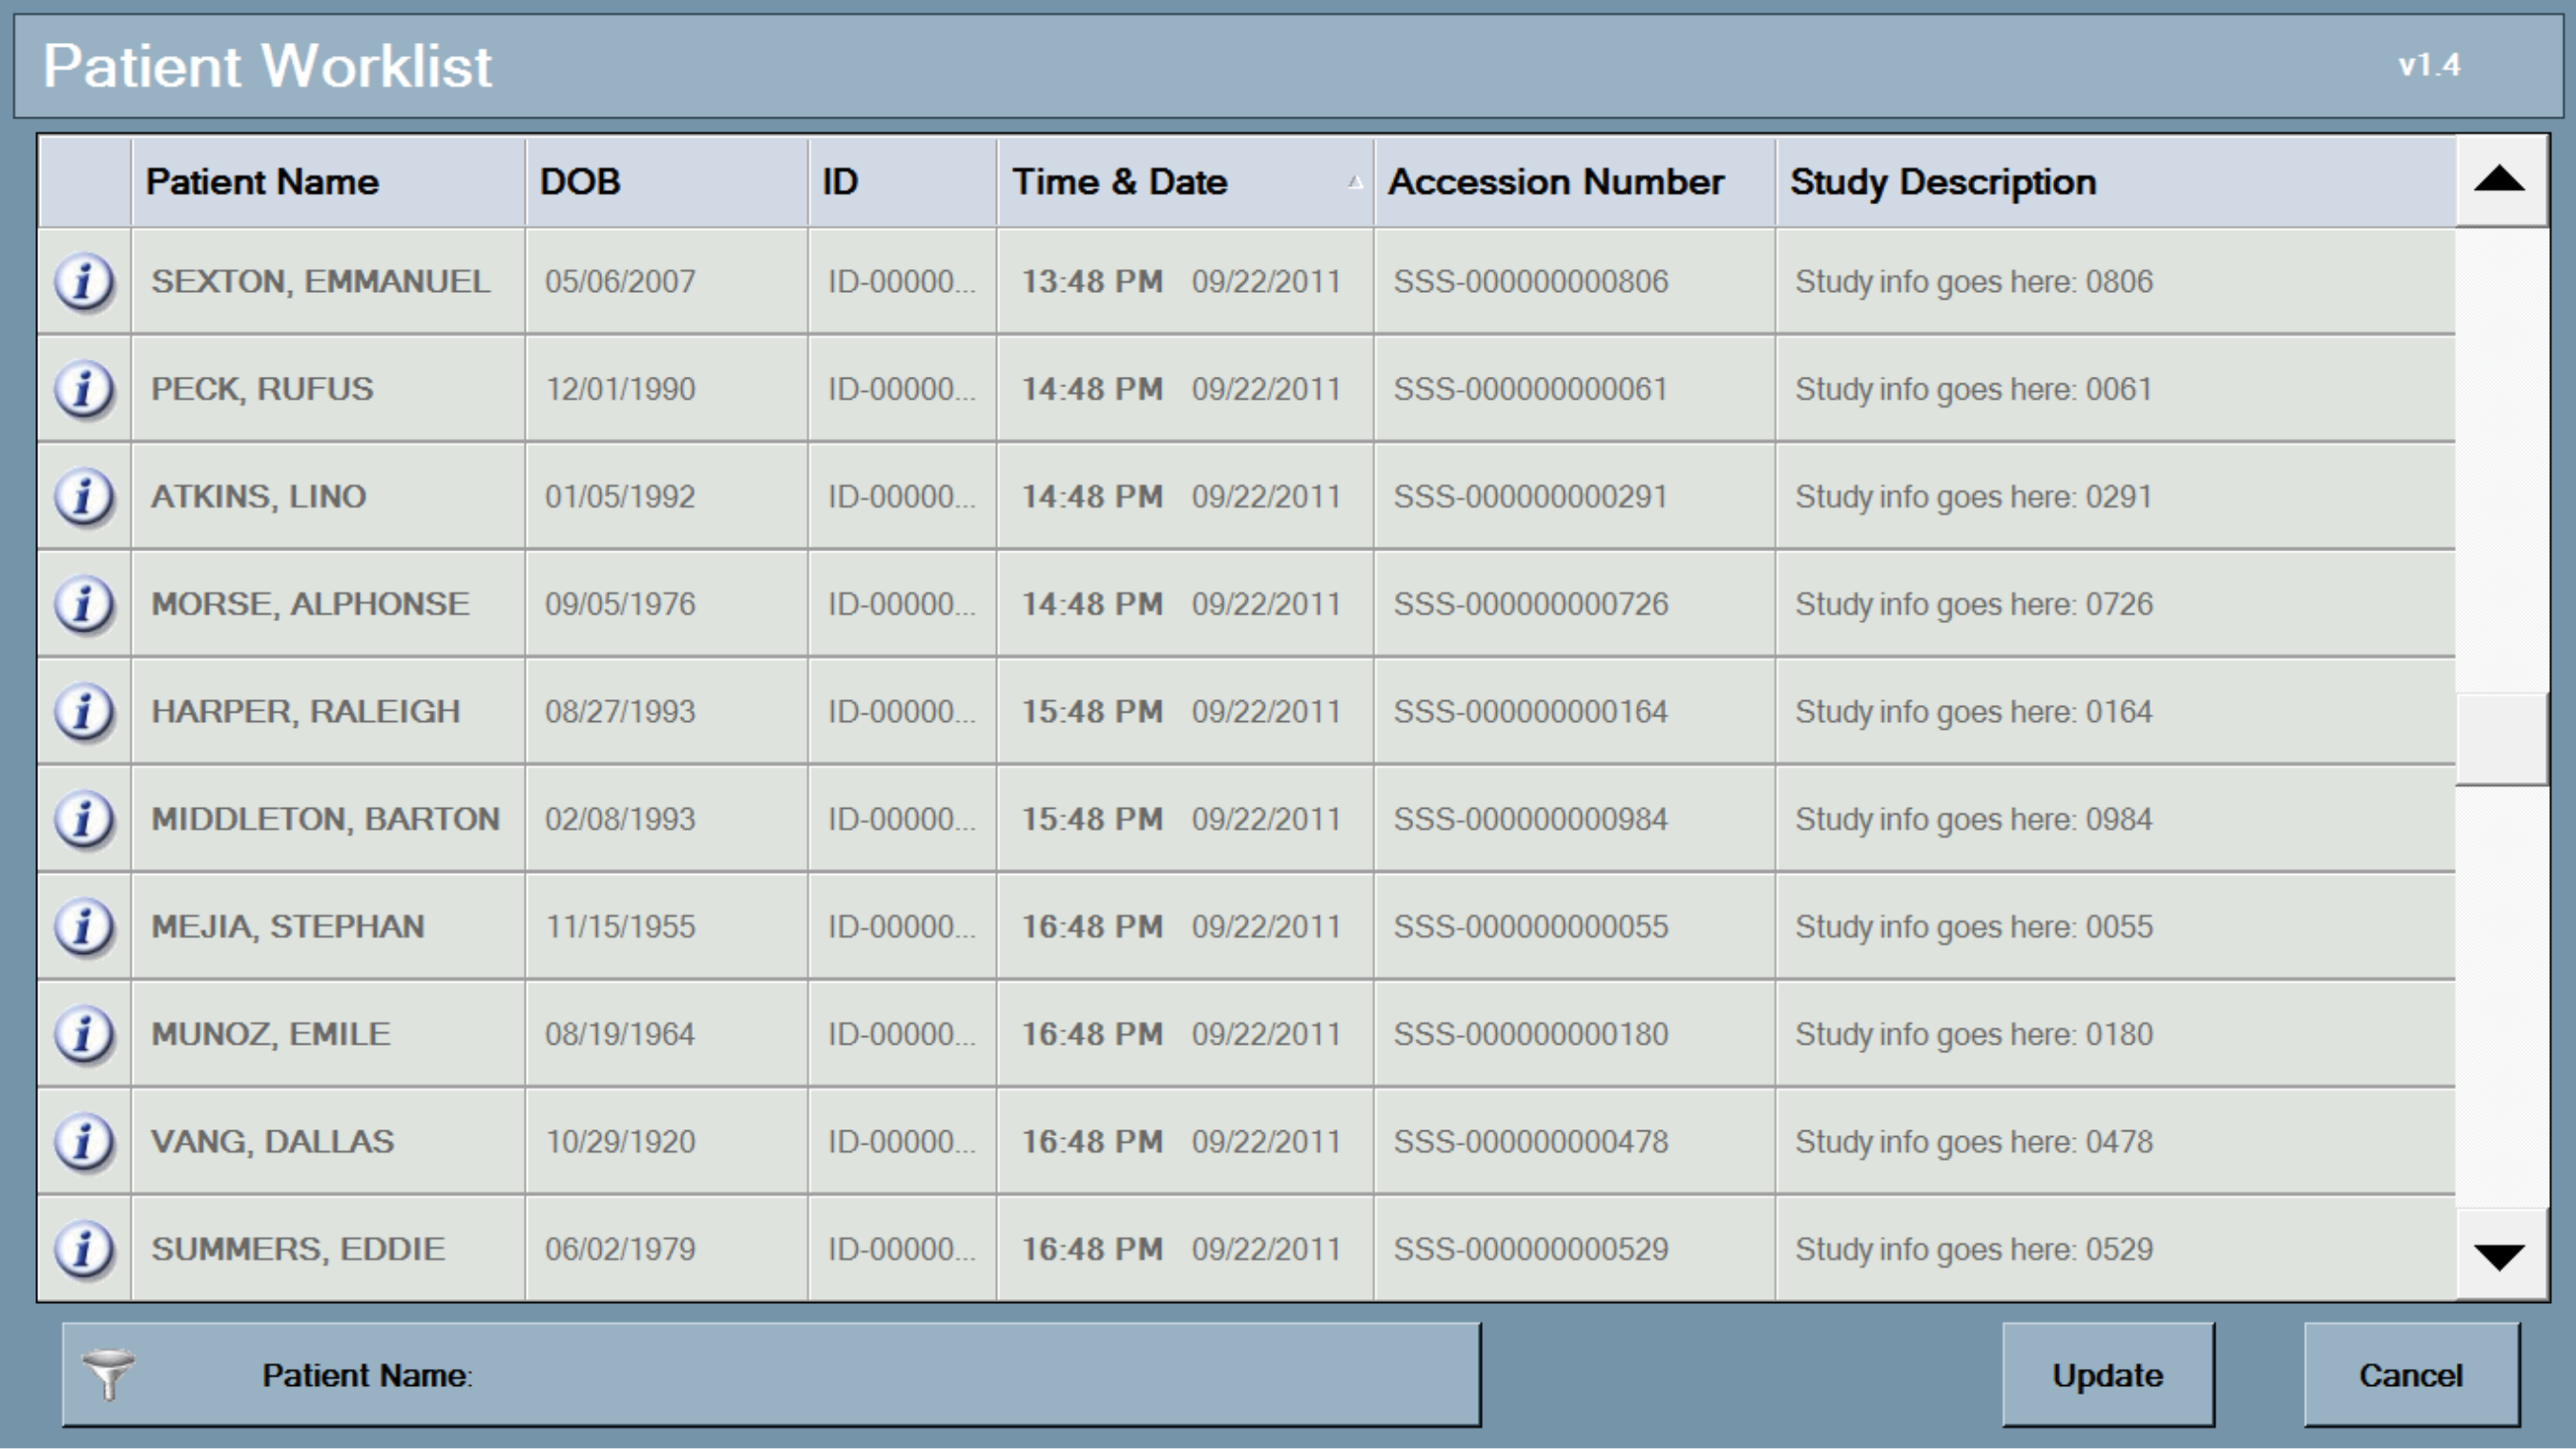 Patient Worklist v1.4
Patient Name DOB ID Time & Date Accession Number Study Description
i SEXTON, EMMANUEL 05/06/2007 ID-00000... 13:48 PM 09/22/2011 SSS-000000000806 Study info goes here: 0806
i PECK, RUFUS 12/01/1990 ID-00000... 14:48 PM 09/22/2011 SSS-000000000061 Study info goes here: 0061
i ATKINS, LINO 01/05/1992 ID-00000... 14:48 PM 09/22/2011 SSS-000000000291 Study info goes here: 0291
i MORSE, ALPHONSE 09/05/1976 ID-00000... 14:48 PM 09/22/2011 SSS-000000000726 Study info goes here: 0726
i HARPER, RALEIGH 08/27/1993 ID-00000... 15:48 PM 09/22/2011 SSS-000000000164 Study info goes here: 0164
i MIDDLETON, BARTON 02/08/1993 ID-00000... 15:48 PM 09/22/2011 SSS-000000000984 Study info goes here: 0984
i MEJIA, STEPHAN 11/15/1955 ID-00000... 16:48 PM 09/22/2011 SSS-000000000055 Study info goes here: 0055
i MUNOZ, EMILE 08/19/1964 ID-00000... 16:48 PM 09/22/2011 SSS-000000000180 Study info goes here: 0180
i VANG, DALLAS 10/29/1920 ID-00000... 16:48 PM 09/22/2011 SSS-000000000478 Study info goes here: 0478
i SUMMERS, EDDIE 06/02/1979 ID-00000... 16:48 PM 09/22/2011 SSS-000000000529 Study info goes here: 0529
Patient Name: Update Cancel